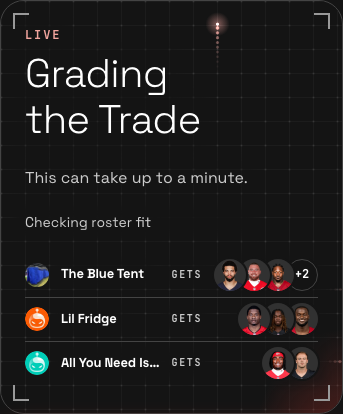 LIVE
Grading
the Trade
This can take up to a minute.
Checking roster fit
The Blue Tent GETS +2
Lil Fridge GETS
All You Need Is... GETS